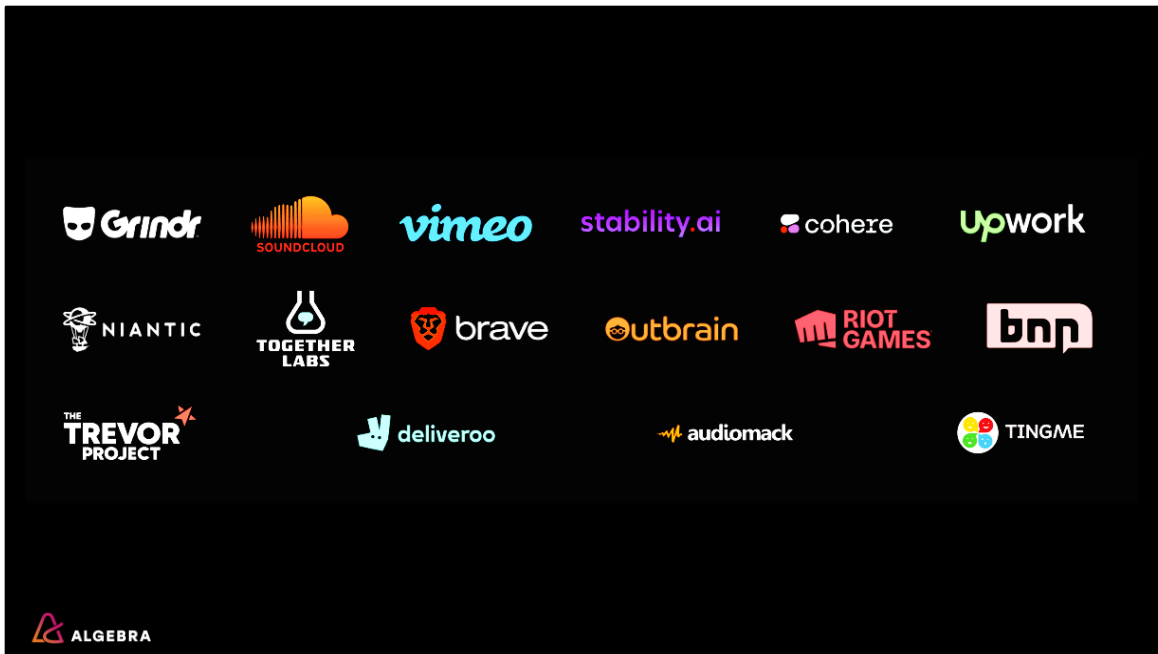 Grindr
SOUNDCLOUD
vimeo
stability.ai
cohere
upwork
NIANTIC
TOGETHER
LABS
brave
Outbrain
RIOT
GAMES
bnn
THE
TREVOR
PROJECT
deliveroo
audiomack
TINGME
ALGEBRA